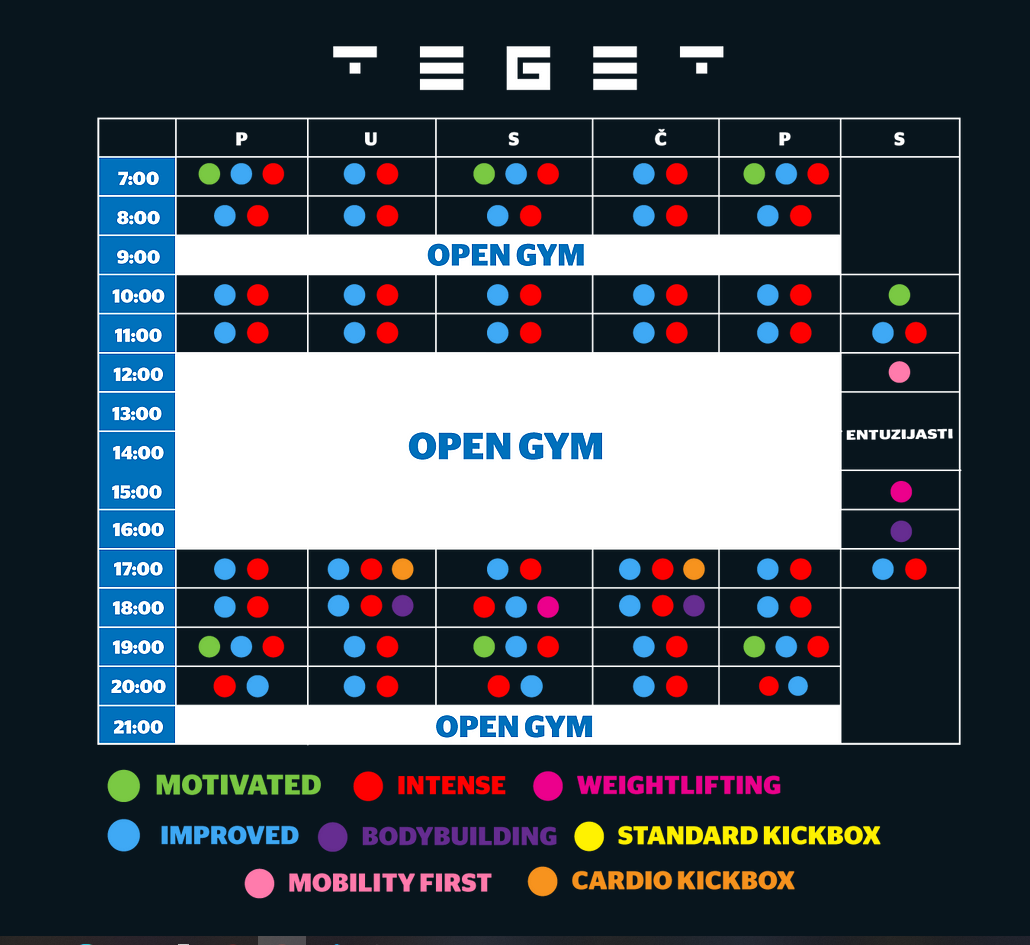 TEGET
P U S Č P S
7:00
8:00
9:00 OPEN GYM
10:00
11:00
12:00
13:00
14:00 OPEN GYM ENTUZIJASTI
15:00
16:00
17:00
18:00
19:00
20:00
21:00 OPEN GYM
MOTIVATED INTENSE WEIGHTLIFTING
IMPROVED BODYBUILDING STANDARD KICKBOX
MOBILITY FIRST CARDIO KICKBOX